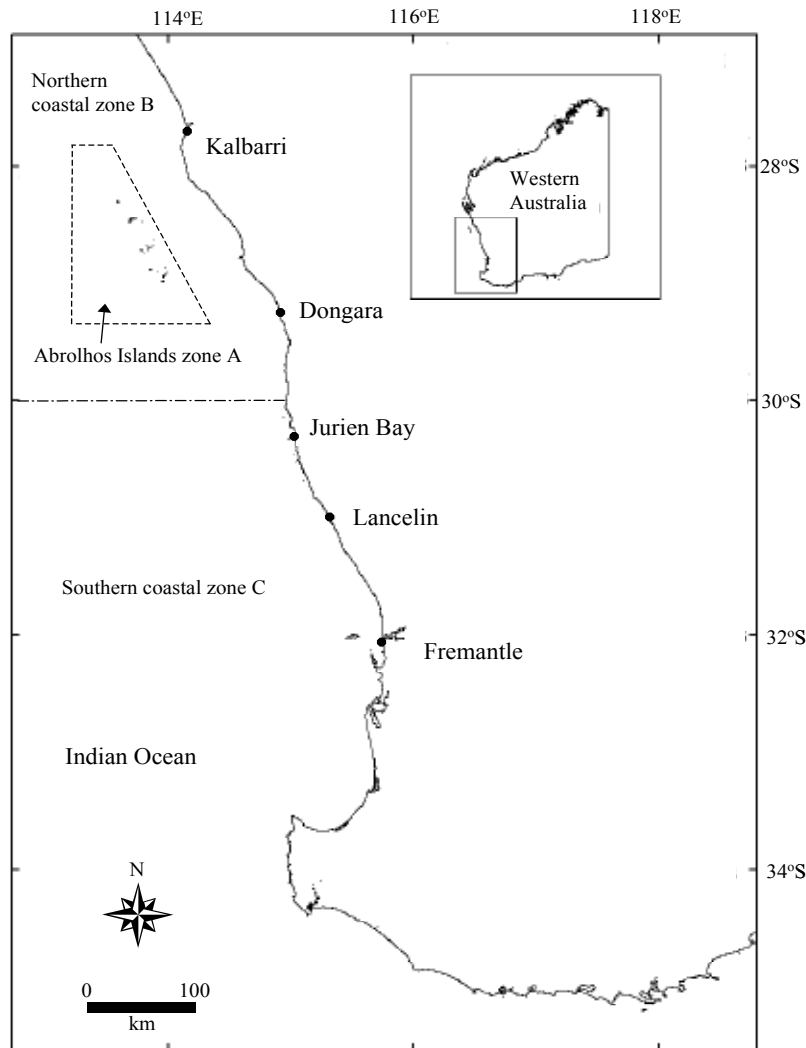 114°E
116°E
118°E
Northern
coastal zone B
Kalbarri
28°S
Western
Australia
Dongara
Abrolhos Islands zone A
30°S
Jurien Bay
Lancelin
Southern coastal zone C
32°S
Fremantle
Indian Ocean
N
34°S
0 100
km